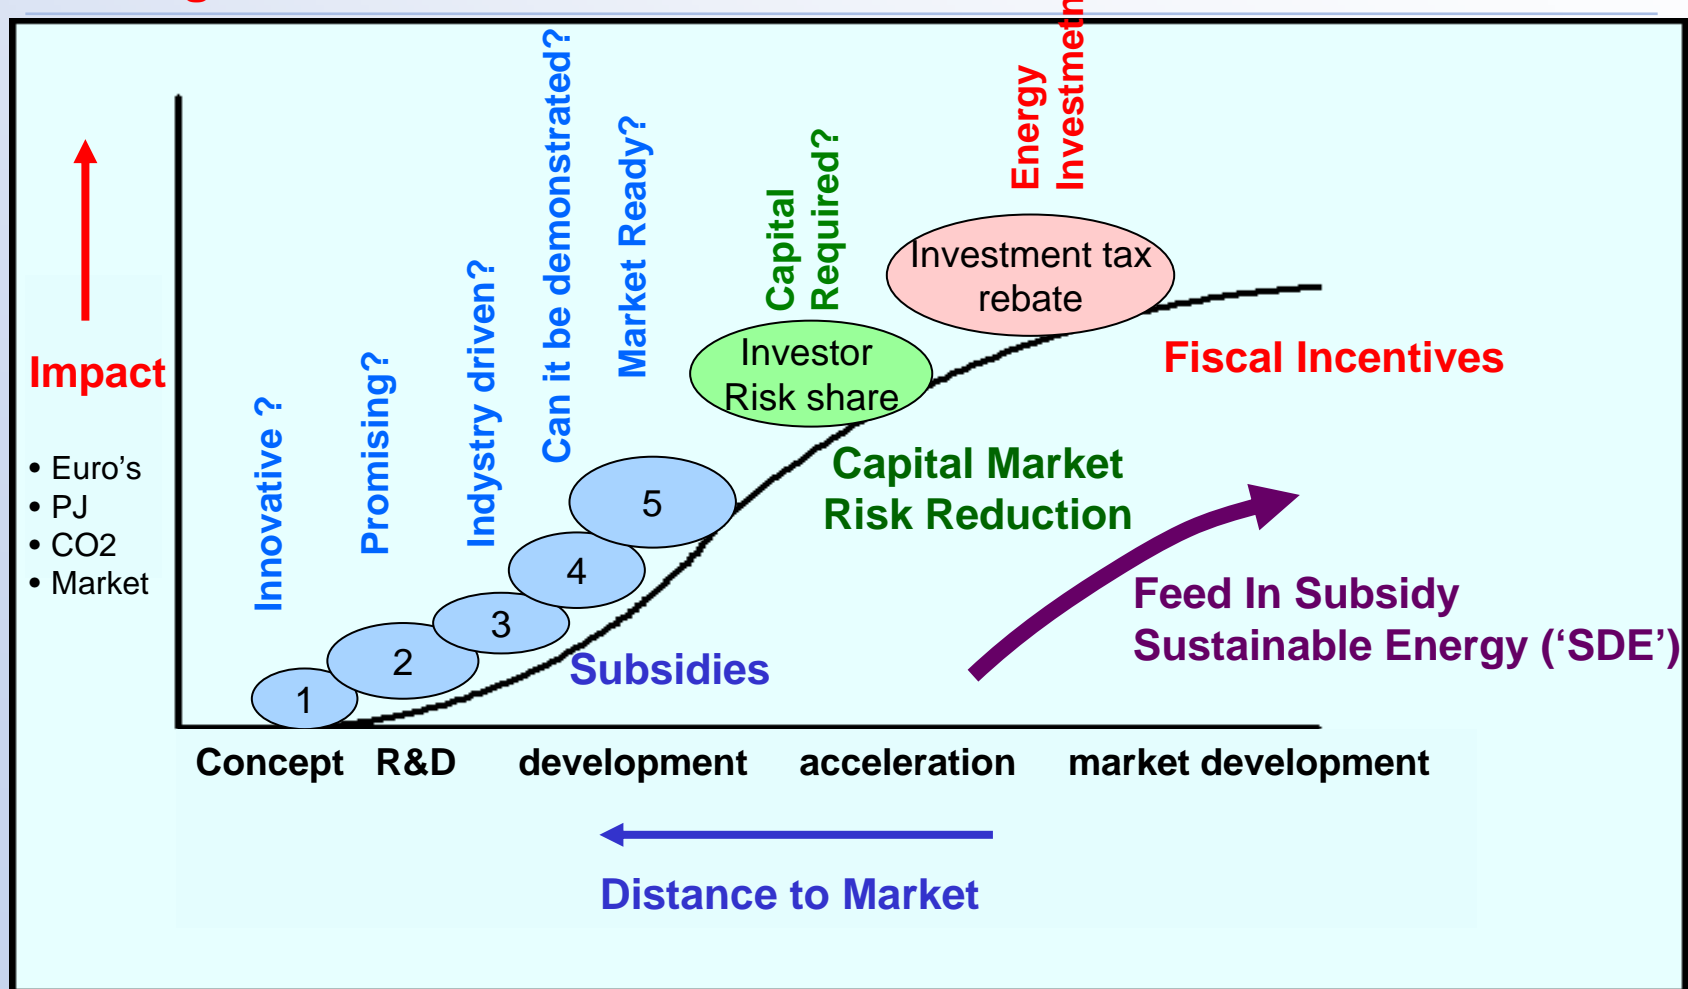 Impact
• Euro’s
• PJ
• CO2
• Market
Innovative ?
Promising?
Indystry driven?
Can it be demonstrated?
Market Ready?
Capital
Required?
Energy
Investmetn
1
2
3
4
5
Investor
Risk share
Investment tax
rebate
Fiscal Incentives
Capital Market
Risk Reduction
Subsidies
Feed In Subsidy
Sustainable Energy (‘SDE’)
Concept R&D development acceleration market development
Distance to Market